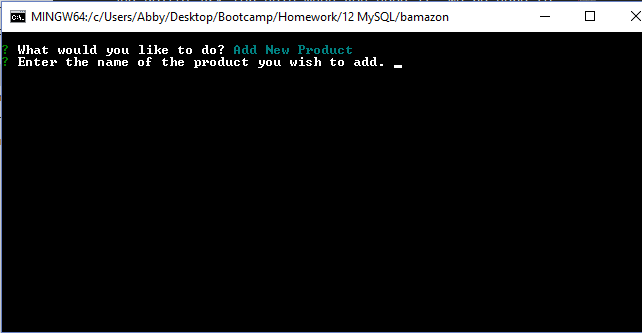 MINGW64:/c/Users/Abby/Desktop/Bootcamp/Homework/12 MySQL/bamazon
? What would you like to do? Add New Product
? Enter the name of the product you wish to add.